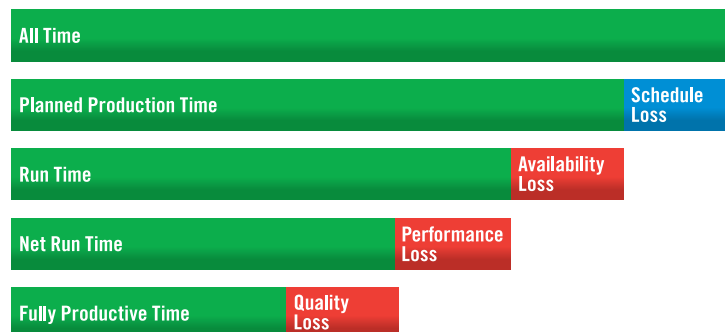 All Time
Planned Production Time
Schedule
Loss
Run Time
Availability
Loss
Net Run Time
Performance
Loss
Fully Productive Time
Quality
Loss